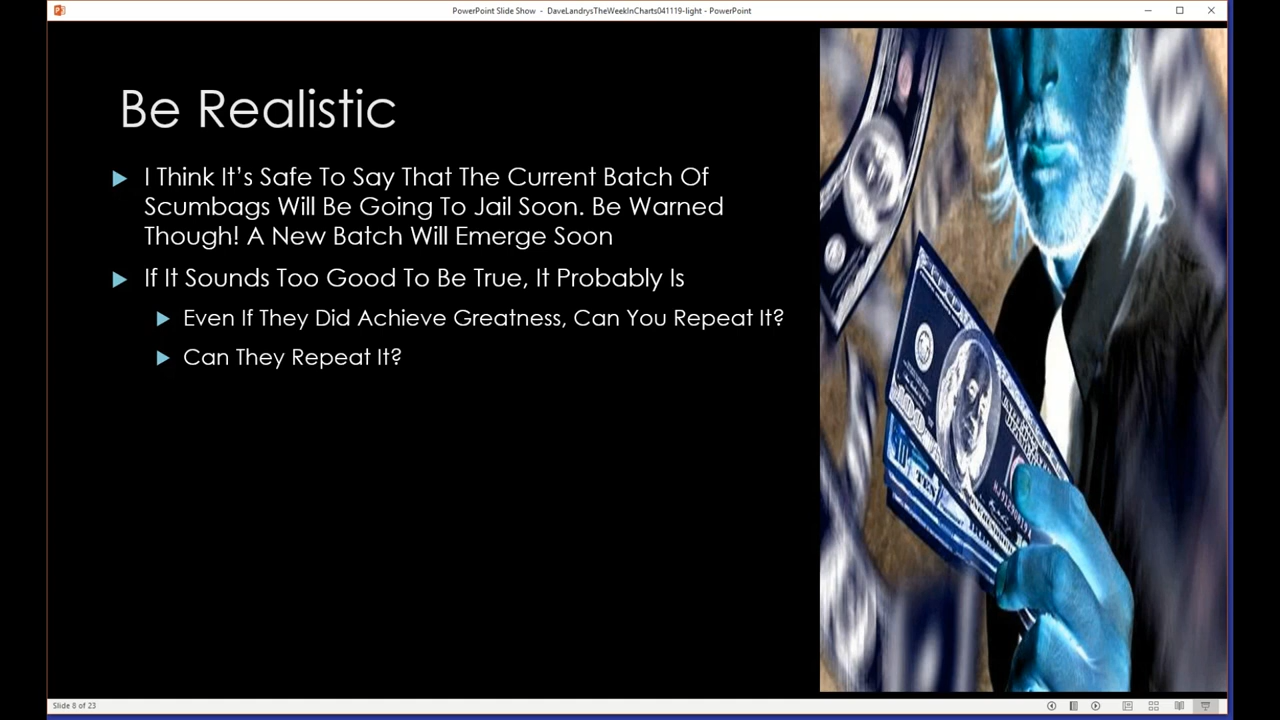 PowerPoint Slide Show - DaveLandrysTheWeekInCharts041119-light - PowerPoint
Be Realistic
I Think It's Safe To Say That The Current Batch Of
Scumbags Will Be Going To Jail Soon. Be Warned
Though! A New Batch Will Emerge Soon
If It Sounds Too Good To Be True, It Probably Is
Even If They Did Achieve Greatness, Can You Repeat It?
Can They Repeat It?
100
TEN
Slide 8 of 23